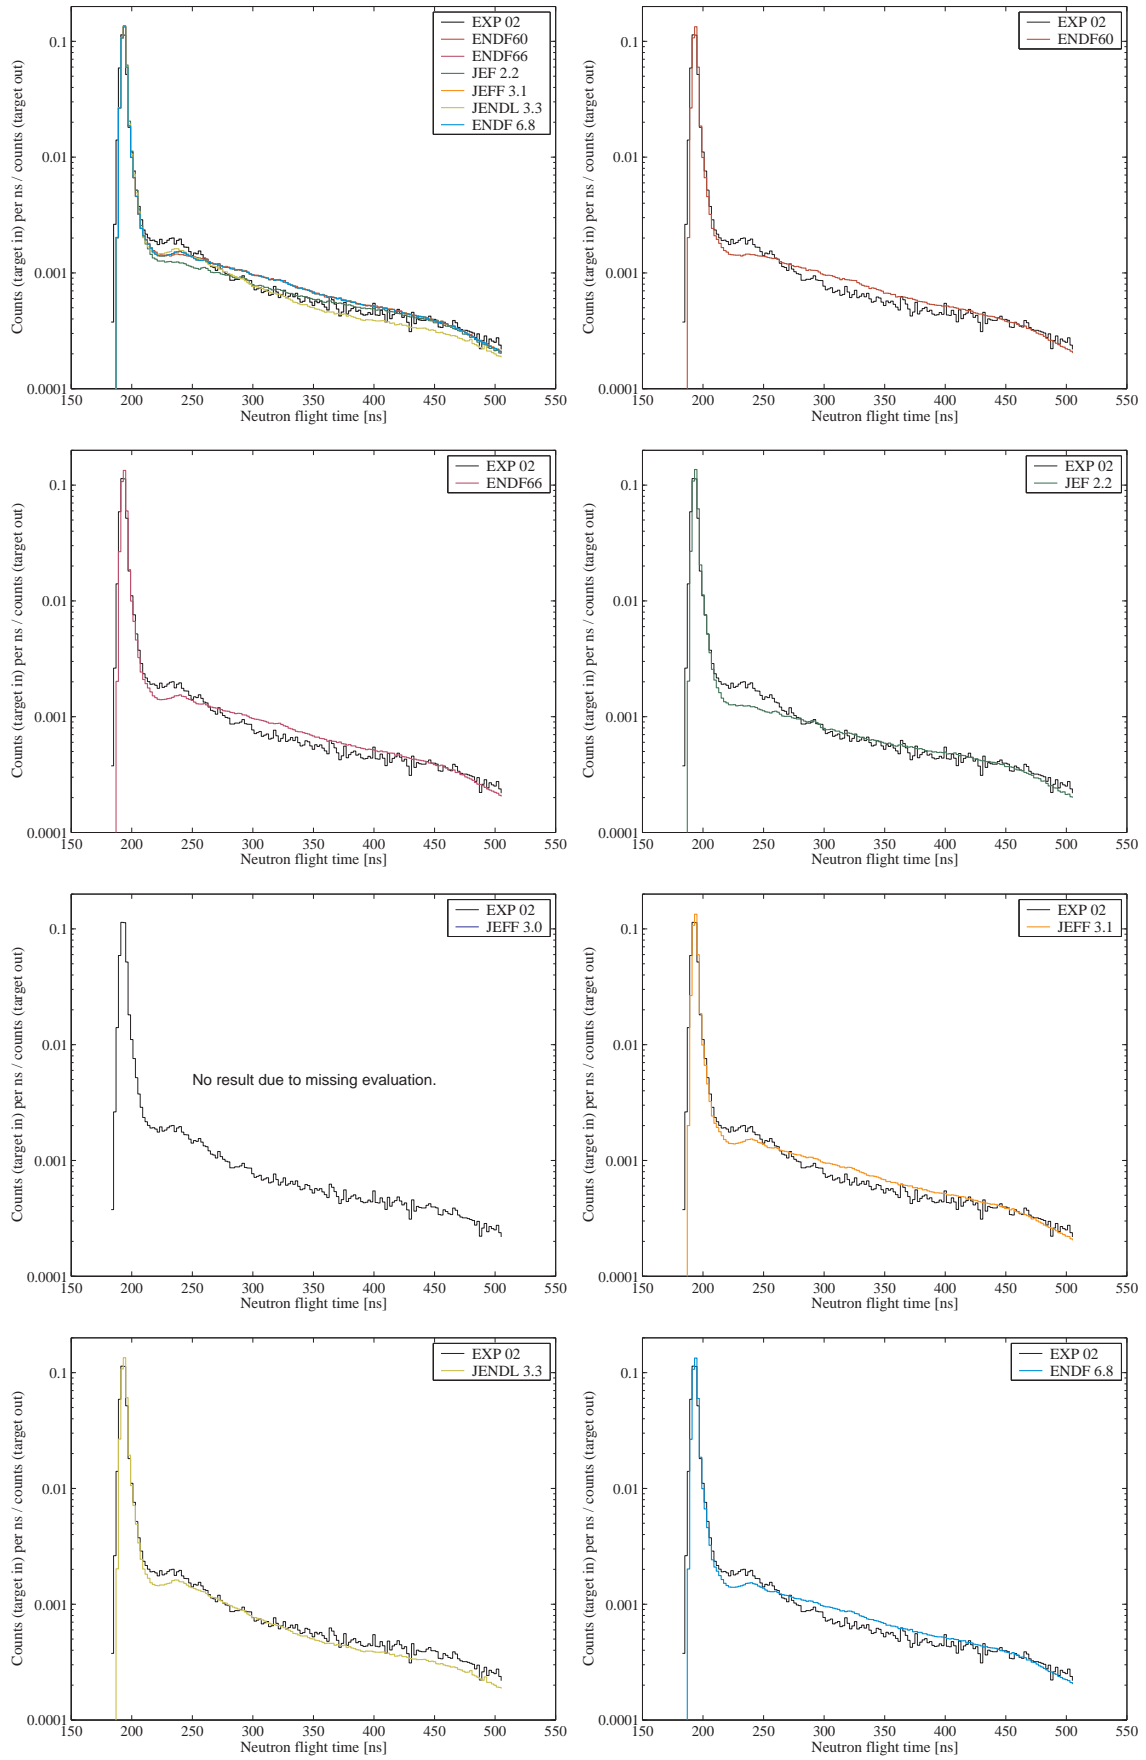 EXP 02
ENDF60
ENDF66
JEF 2.2
JEFF 3.1
JENDL 3.3
ENDF 6.8
0.1
0.01
0.001
0.0001
Counts (target in) per ns / counts (target out)
150 200 250 300 350 400 450 500 550
Neutron flight time [ns]
EXP 02
ENDF60
0.1
0.01
0.001
0.0001
Counts (target in) per ns / counts (target out)
150 200 250 300 350 400 450 500 550
Neutron flight time [ns]
EXP 02
ENDF66
0.1
0.01
0.001
0.0001
Counts (target in) per ns / counts (target out)
150 200 250 300 350 400 450 500 550
Neutron flight time [ns]
EXP 02
JEF 2.2
0.1
0.01
0.001
0.0001
Counts (target in) per ns / counts (target out)
150 200 250 300 350 400 450 500 550
Neutron flight time [ns]
EXP 02
JEFF 3.0
No result due to missing evaluation.
0.1
0.01
0.001
0.0001
Counts (target in) per ns / counts (target out)
150 200 250 300 350 400 450 500 550
Neutron flight time [ns]
EXP 02
JEFF 3.1
0.1
0.01
0.001
0.0001
Counts (target in) per ns / counts (target out)
150 200 250 300 350 400 450 500 550
Neutron flight time [ns]
EXP 02
JENDL 3.3
0.1
0.01
0.001
0.0001
Counts (target in) per ns / counts (target out)
150 200 250 300 350 400 450 500 550
Neutron flight time [ns]
EXP 02
ENDF 6.8
0.1
0.01
0.001
0.0001
Counts (target in) per ns / counts (target out)
150 200 250 300 350 400 450 500 550
Neutron flight time [ns]